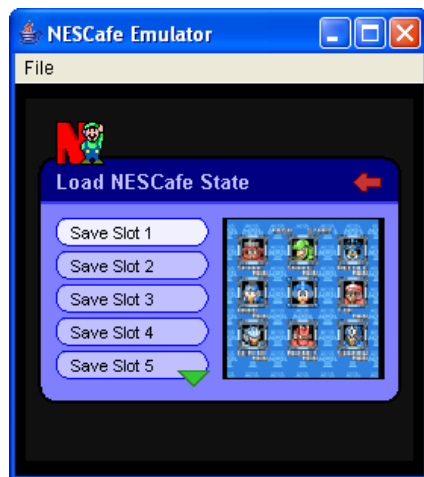 NESCafe Emulator
File
N
Load NESCafe State
Save Slot 1
Save Slot 2
Save Slot 3
Save Slot 4
Save Slot 5